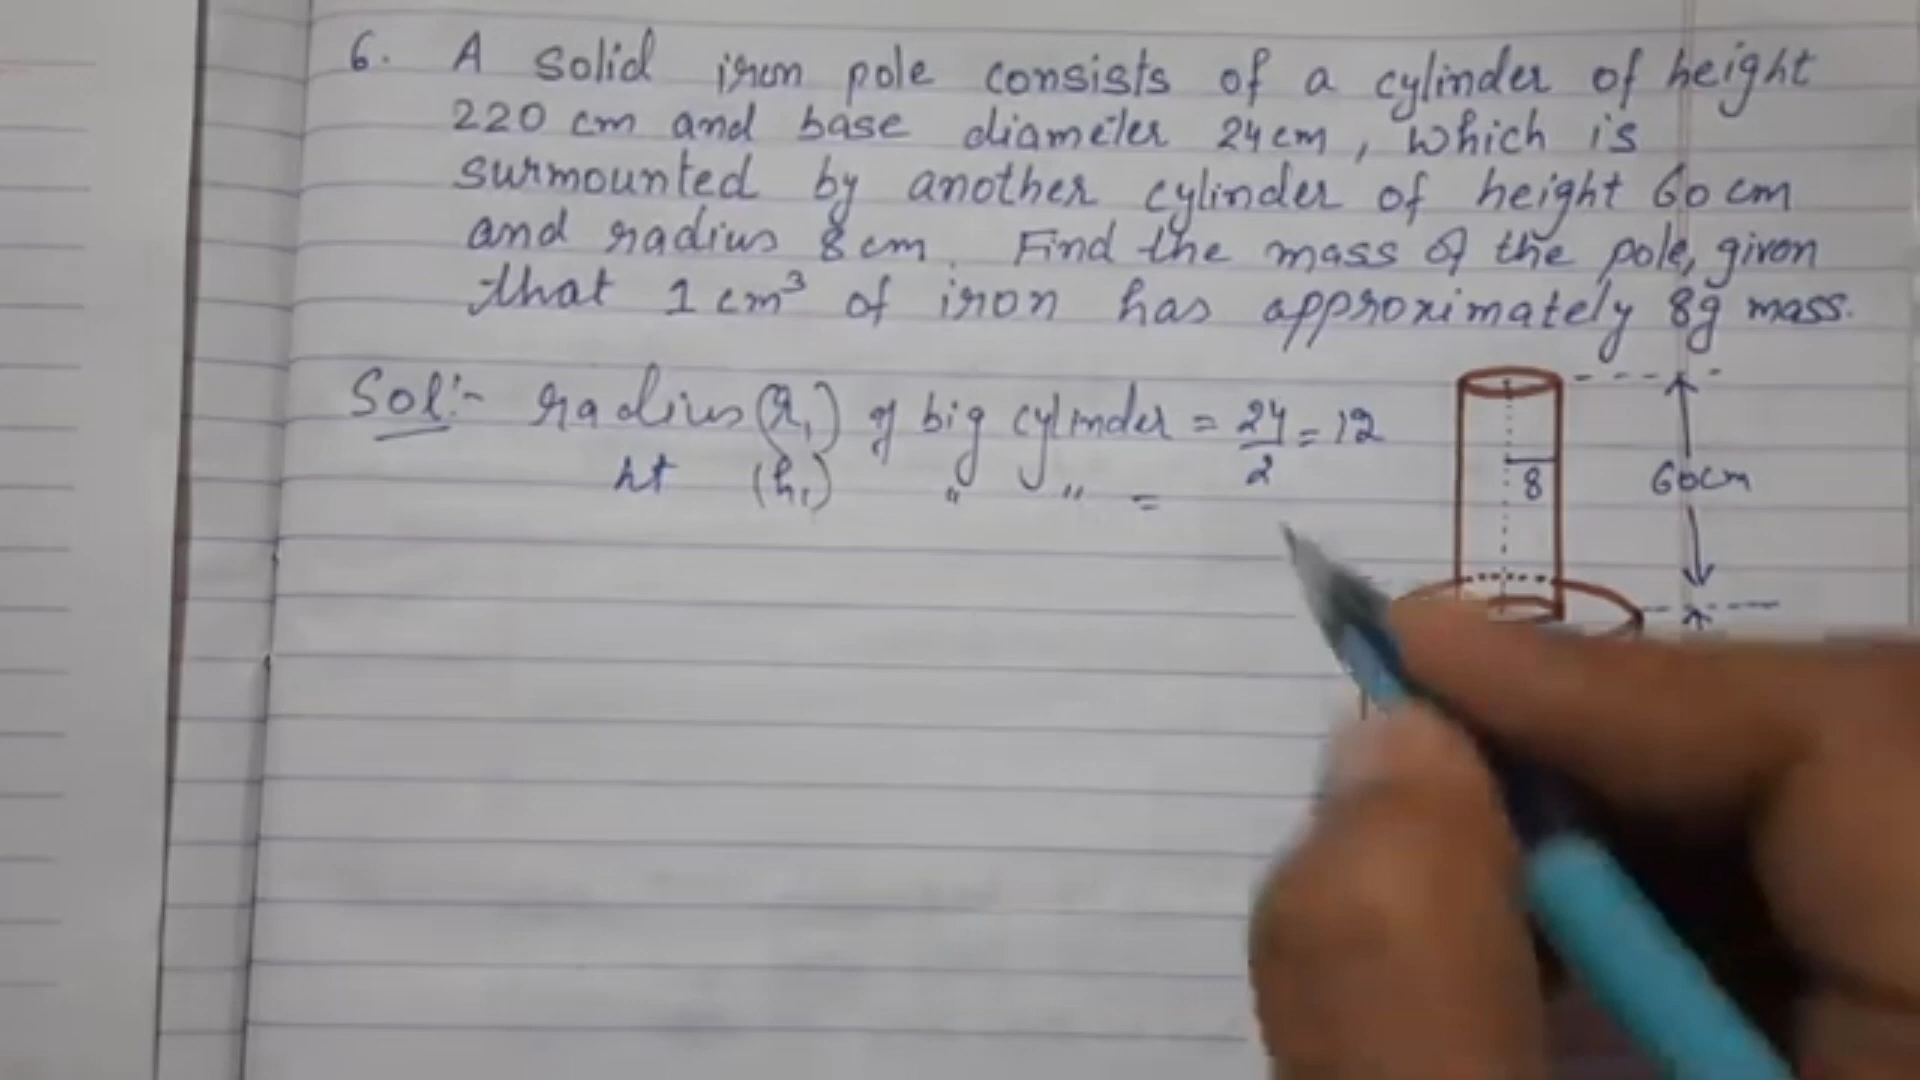 6. A solid iron pole consists of a cylinder of height
220 cm and base diameter 24cm, which is
surmounted by another cylinder of height 60 cm
and radius 8 cm. Find the mass of the pole, given
that 1 cm³ of iron has approximately 8g mass.
Sol:- radius (r₁) of big cylinder = 24/2 = 12
ht (h₁) " " =
8
60cm